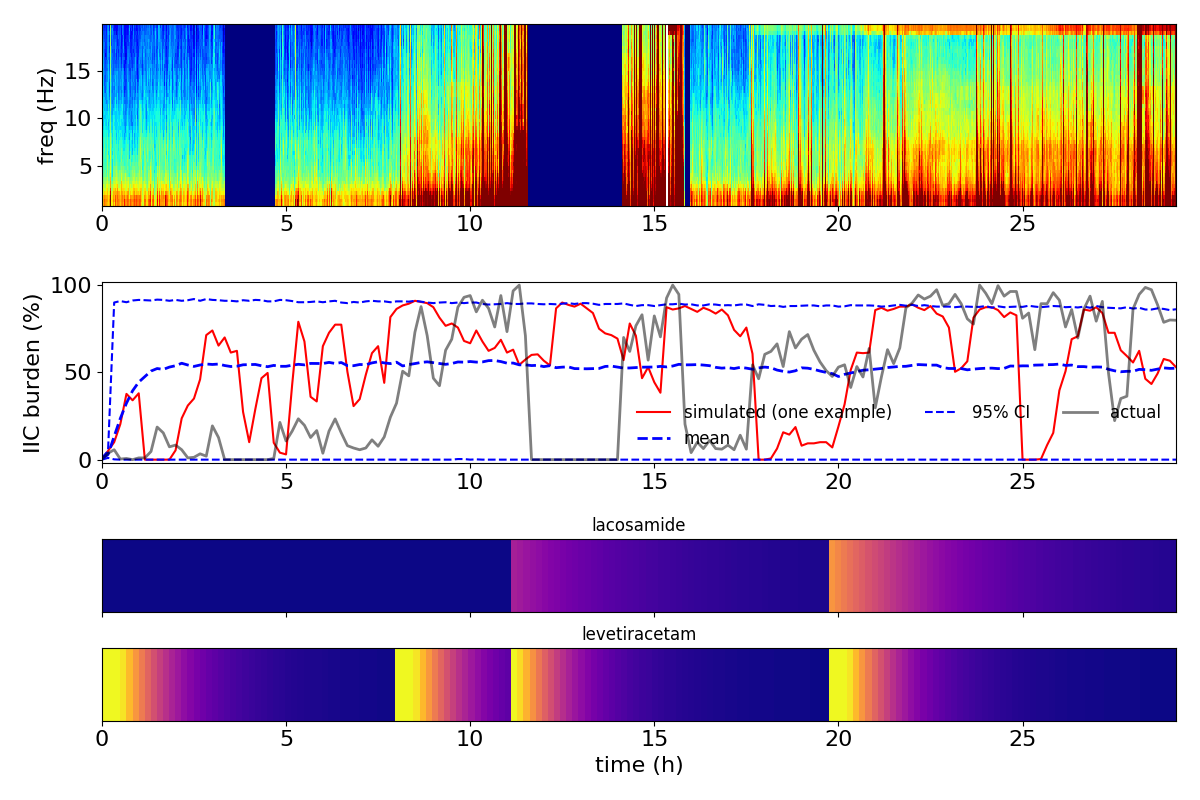 freq (Hz)
15
10
5
0 5 10 15 20 25
IIC burden (%)
100
50
0
simulated (one example) 95% CI actual
mean
0 5 10 15 20 25
lacosamide
levetiracetam
0 5 10 15 20 25
time (h)